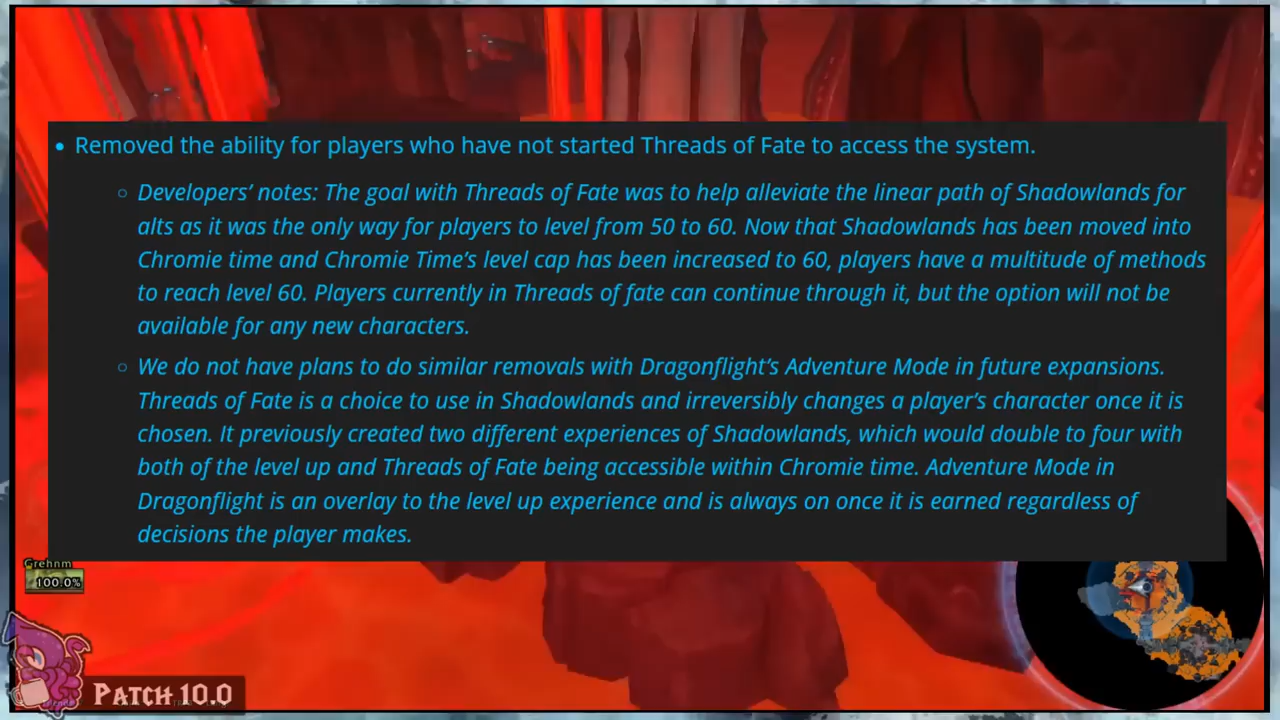 Removed the ability for players who have not started Threads of Fate to access the system.
Developers’ notes: The goal with Threads of Fate was to help alleviate the linear path of Shadowlands for
alts as it was the only way for players to level from 50 to 60. Now that Shadowlands has been moved into
Chromie time and Chromie Time’s level cap has been increased to 60, players have a multitude of methods
to reach level 60. Players currently in Threads of fate can continue through it, but the option will not be
available for any new characters.
We do not have plans to do similar removals with Dragonflight’s Adventure Mode in future expansions.
Threads of Fate is a choice to use in Shadowlands and irreversibly changes a player’s character once it is
chosen. It previously created two different experiences of Shadowlands, which would double to four with
both of the level up and Threads of Fate being accessible within Chromie time. Adventure Mode in
Dragonflight is an overlay to the level up experience and is always on once it is earned regardless of
decisions the player makes.
Grehnm
100.0%
PATCH 10.0